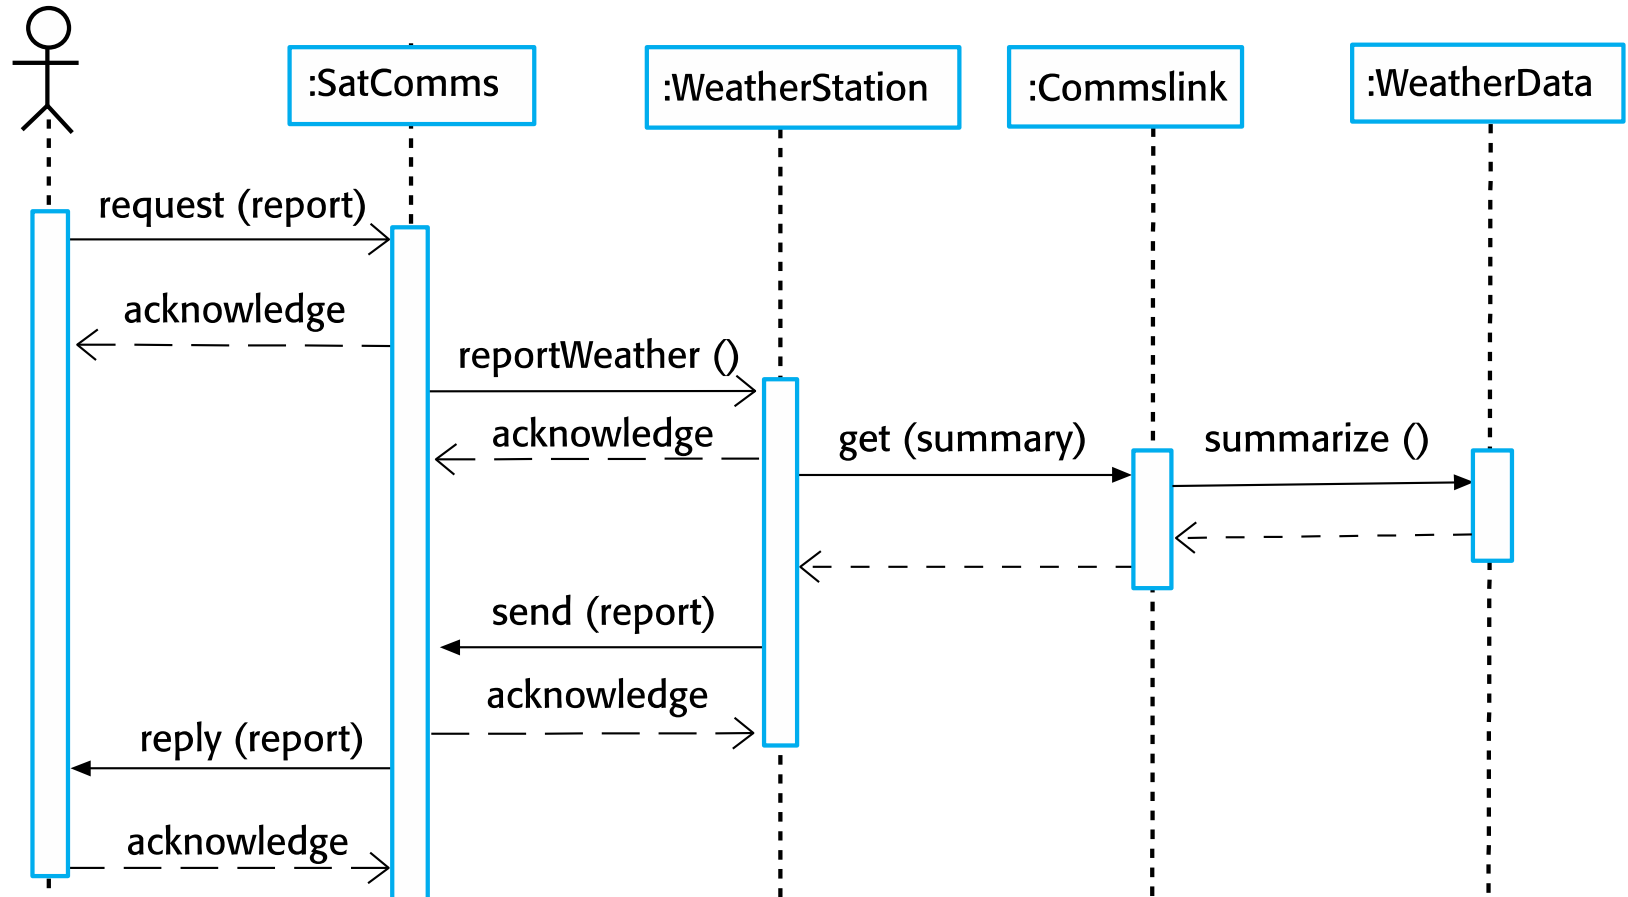 :SatComms
:WeatherStation
:Commslink
:WeatherData
request (report)
acknowledge
reportWeather ()
acknowledge
get (summary)
summarize ()
send (report)
acknowledge
reply (report)
acknowledge